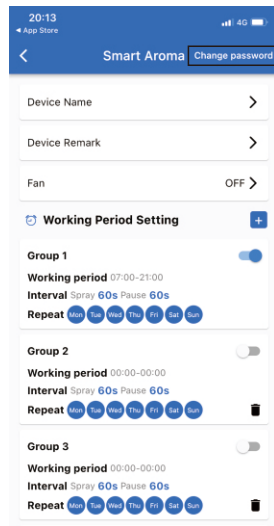 20:13
4G
◀ App Store
Smart Aroma
Change password
Device Name
Device Remark
Fan OFF
Working Period Setting
+
Group 1
Working period 07:00-21:00
Interval Spray 60s Pause 60s
Repeat Mon Tue Wed Thu Fri Sat Sun
Group 2
Working period 00:00-00:00
Interval Spray 60s Pause 60s
Repeat Mon Tue Wed Thu Fri Sat Sun
Group 3
Working period 00:00-00:00
Interval Spray 60s Pause 60s
Repeat Mon Tue Wed Thu Fri Sat Sun